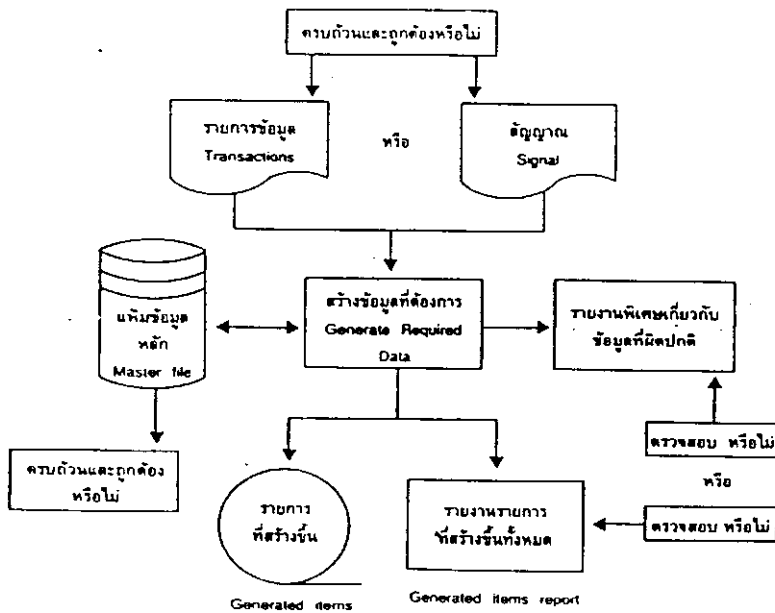 ครบถ้วนและถูกต้องหรือไม่
รายการข้อมูล
Transactions
หรือ
สัญญาณ
Signal
แฟ้มข้อมูล
หลัก
Master file
สร้างข้อมูลที่ต้องการ
Generate Required
Data
รายงานพิเศษเกี่ยวกับ
ข้อมูลที่ผิดปกติ
ครบถ้วนและถูกต้อง
หรือไม่
รายการ
ที่สร้างขึ้น
Generated items
รายงานรายการ
ที่สร้างขึ้นทั้งหมด
Generated items report
ตรวจสอบ หรือไม่
หรือ
ตรวจสอบ หรือไม่